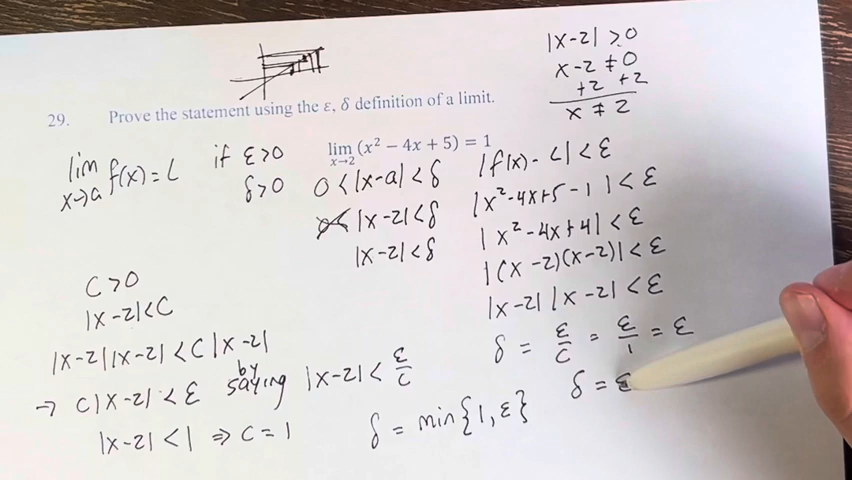 29. Prove the statement using the ε, δ definition of a limit.
lim x→2 (x² − 4x + 5) = 1
lim x→a f(x) = L
if ε>0
δ>0
0<|x-a|<δ
0<|x-2|<δ
|x-2|<δ
|x-2|>0
x-2≠0
+2 +2
x≠2
|f(x)-L|<ε
|x²-4x+5-1|<ε
|x²-4x+4|<ε
|(x-2)(x-2)|<ε
|x-2||x-2|<ε
C>0
|x-2|<C
|x-2||x-2|<C|x-2|
→ C|x-2|<ε by saying |x-2|<ε/C
|x-2|<1 ⇒ C=1
δ = ε/C = ε/1 = ε
δ = min{1, ε}
δ = ε